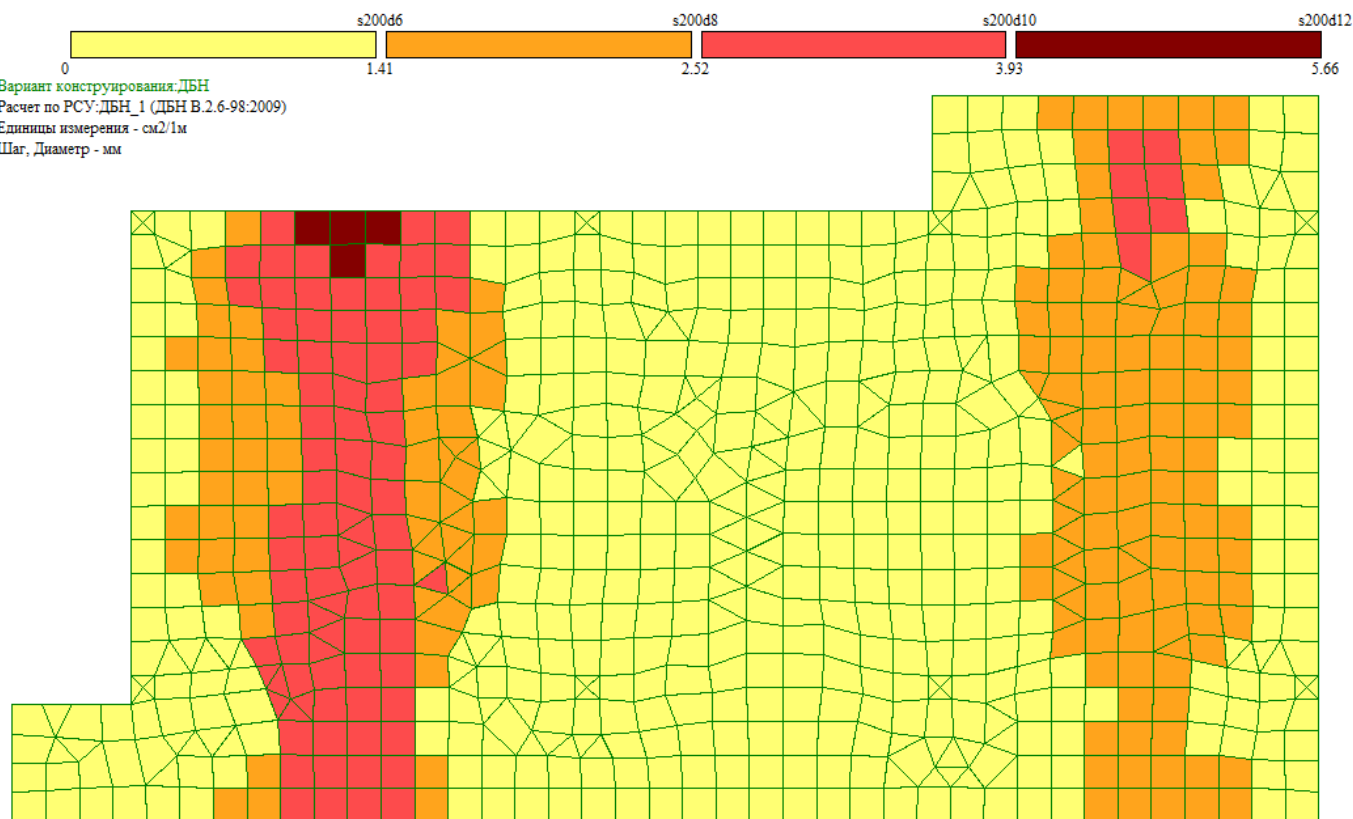 s200d6 s200d8 s200d10 s200d12
0 1.41 2.52 3.93 5.66
Вариант конструирования:ДБН
Расчет по РСУ:ДБН_1 (ДБН В.2.6-98:2009)
Единицы измерения - см2/1м
Шаг, Диаметр - мм